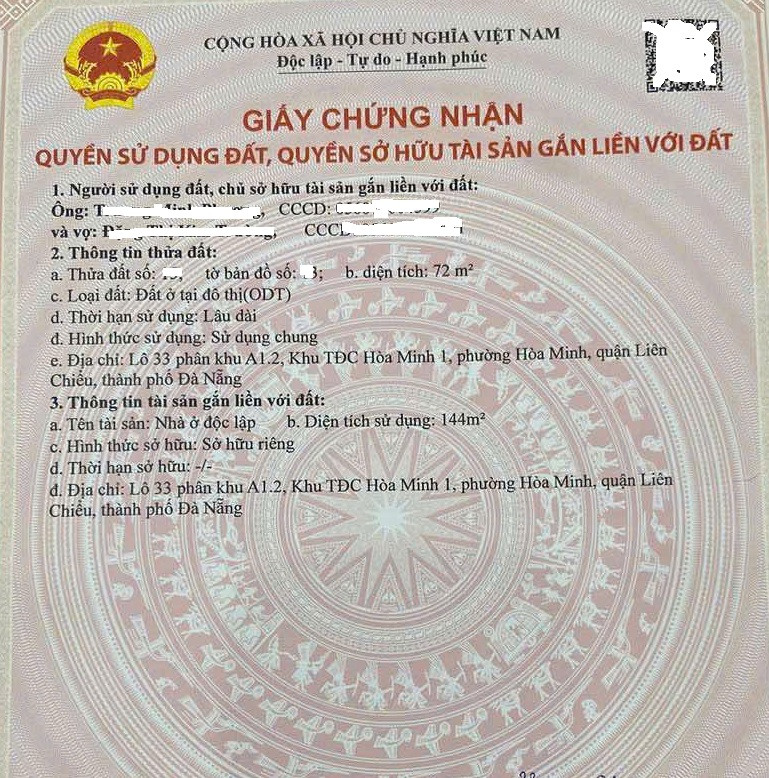 CỘNG HÒA XÃ HỘI CHỦ NGHĨA VIỆT NAM
Độc lập - Tự do - Hạnh phúc
GIẤY CHỨNG NHẬN
QUYỀN SỬ DỤNG ĐẤT, QUYỀN SỞ HỮU TÀI SẢN GẮN LIỀN VỚI ĐẤT
1. Người sử dụng đất, chủ sở hữu tài sản gắn liền với đất:
Ông: CCCD:
và vợ:
2. Thông tin thửa đất:
a. Thửa đất số: tờ bản đồ số: b. diện tích: 72 m²
c. Loại đất: Đất ở tại đô thị(ODT)
d. Thời hạn sử dụng: Lâu dài
đ. Hình thức sử dụng: Sử dụng chung
e. Địa chỉ: Lô 33 phân khu A1.2, Khu TĐC Hòa Minh 1, phường Hòa Minh, quận Liên
Chiểu, thành phố Đà Nẵng
3. Thông tin tài sản gắn liền với đất:
a. Tên tài sản: Nhà ở độc lập b. Diện tích sử dụng: 144m²
c. Hình thức sở hữu: Sở hữu riêng
d. Thời hạn sở hữu: -/-
đ. Địa chỉ: Lô 33 phân khu A1.2, Khu TĐC Hòa Minh 1, phường Hòa Minh, quận Liên
Chiểu, thành phố Đà Nẵng